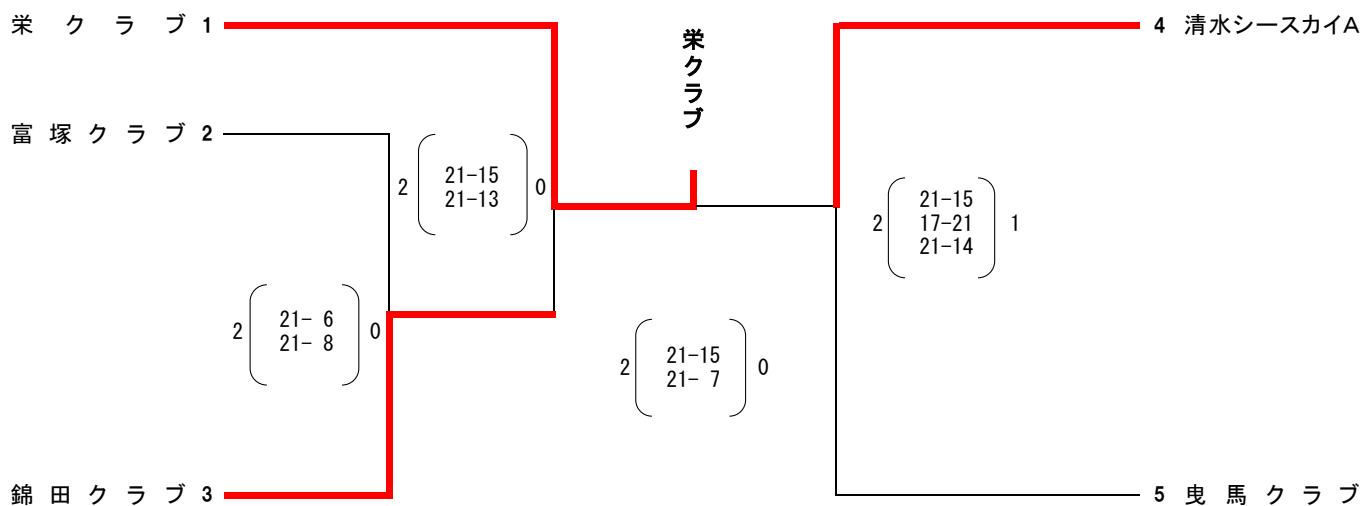 栄クラブ 1
4 清水シースカイA
栄クラブ
富塚クラブ 2
2 21-15 0
21-13
2 21-15 1
17-21
21-14
2 21- 6 0
21- 8
2 21-15 0
21- 7
錦田クラブ 3
5 曳馬クラブ